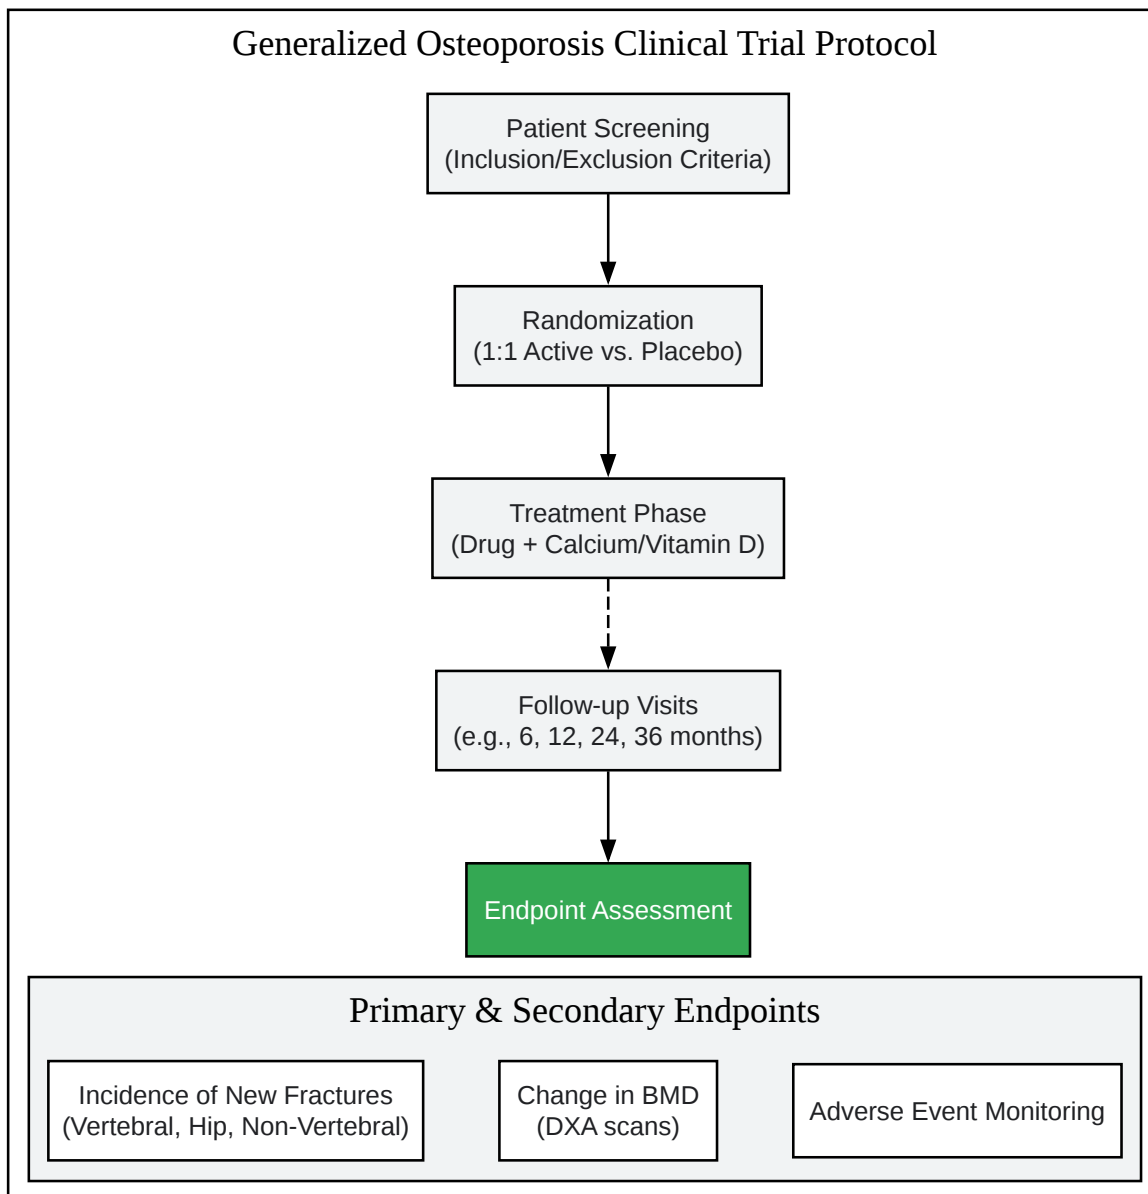 Generalized Osteoporosis Clinical Trial Protocol
Patient Screening
(Inclusion/Exclusion Criteria)
Randomization
(1:1 Active vs. Placebo)
Treatment Phase
(Drug + Calcium/Vitamin D)
Follow-up Visits
(e.g., 6, 12, 24, 36 months)
Endpoint Assessment
Primary & Secondary Endpoints
Incidence of New Fractures
(Vertebral, Hip, Non-Vertebral)
Change in BMD
(DXA scans)
Adverse Event Monitoring